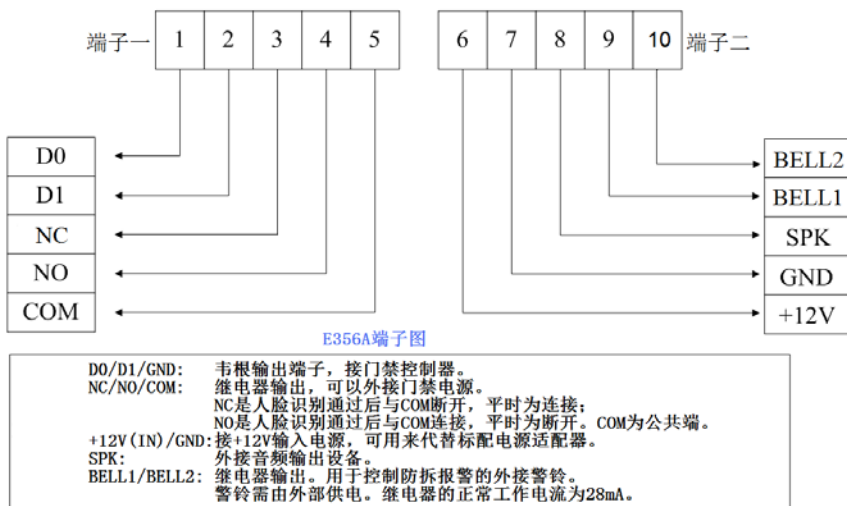 端子一 1 2 3 4 5 6 7 8 9 10 端子二
D0
D1
NC
NO
COM
BELL2
BELL1
SPK
GND
+12V
E356A端子图
D0/D1/GND: 韦根输出端子，接门禁控制器。
NC/NO/COM: 继电器输出，可以外接门禁电源。
NC是人脸识别通过后与COM断开，平时为连接；
NO是人脸识别通过后与COM连接，平时为断开。COM为公共端。
+12V(IN)/GND:接+12V输入电源，可用来代替标配电源适配器。
SPK: 外接音频输出设备。
BELL1/BELL2: 继电器输出。用于控制防拆报警的外接警铃。
警铃需由外部供电。继电器的正常工作电流为28mA。